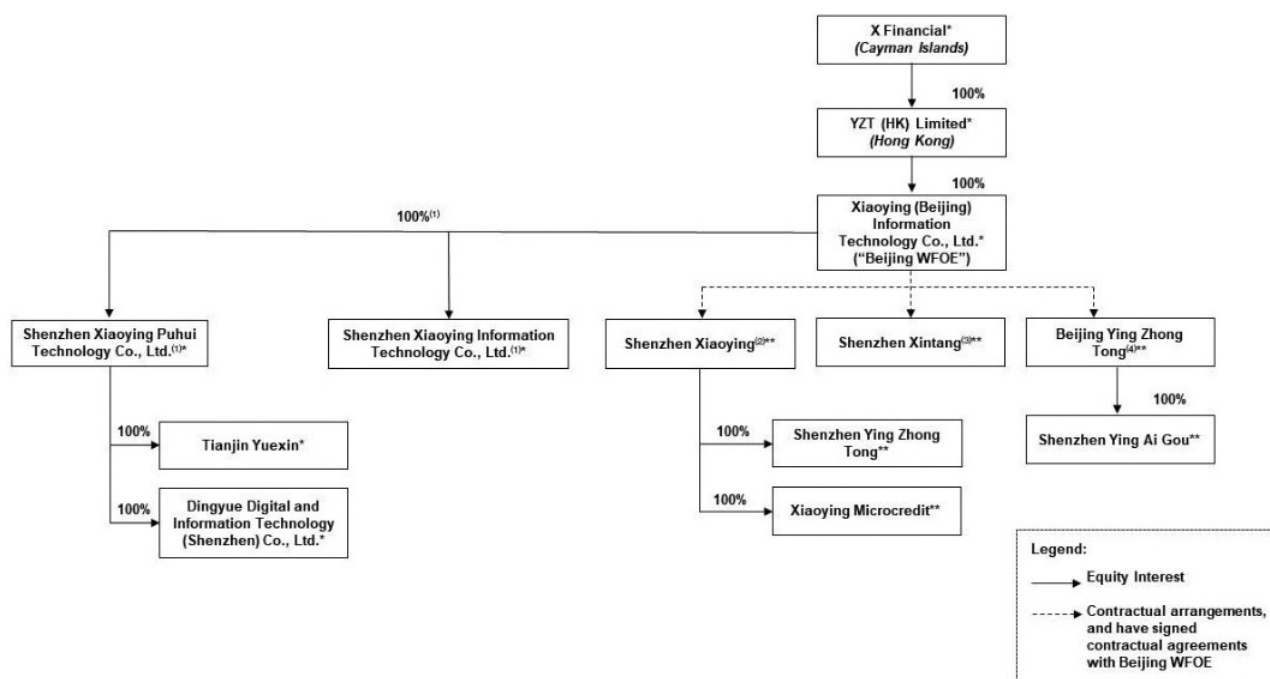 X Financial*
(Cayman Islands)
100%
YZT (HK) Limited*
(Hong Kong)
100%
Xiaoying (Beijing)
Information
Technology Co., Ltd.*
(“Beijing WFOE”)
100%(1)
Shenzhen Xiaoying Puhui
Technology Co., Ltd.(1)*
Shenzhen Xiaoying Information
Technology Co., Ltd.(1)*
Shenzhen Xiaoying(2)**
Shenzhen Xintang(3)**
Beijing Ying Zhong
Tong(4)**
100%
Tianjin Yuexin*
100%
Dingyue Digital and
Information Technology
(Shenzhen) Co., Ltd.*
100%
Shenzhen Ying Zhong
Tong**
100%
Xiaoying Microcredit**
100%
Shenzhen Ying Ai Gou**
Legend:
Equity Interest
Contractual arrangements,
and have signed
contractual agreements
with Beijing WFOE